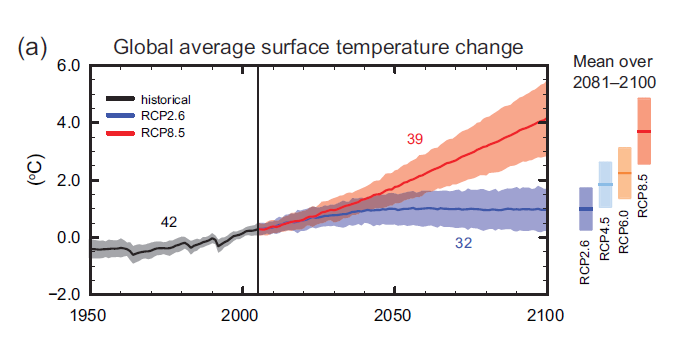 (a)
Global average surface temperature change
Mean over
2081–2100
6.0
4.0
2.0
0.0
−2.0
(°C)
historical
RCP2.6
RCP8.5
42
39
32
1950
2000
2050
2100
RCP2.6
RCP4.5
RCP6.0
RCP8.5